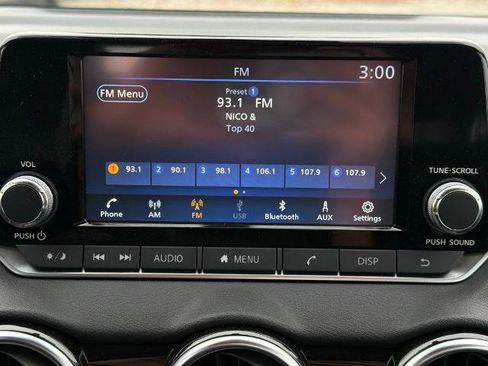 FM 3:00
FM Menu
Preset 1
93.1 FM
NICO &
Top 40
1 93.1 2 90.1 3 98.1 4 106.1 5 107.9 6 107.9
Phone AM FM USB Bluetooth AUX Settings
VOL
PUSH
TUNE-SCROLL
PUSH SOUND
AUDIO MENU DISP